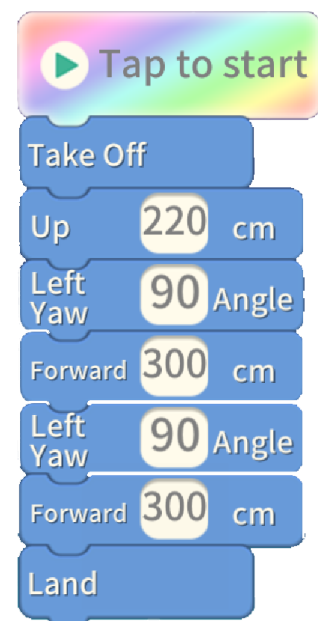 Tap to start
Take Off
Up 220 cm
Left Yaw 90 Angle
Forward 300 cm
Left Yaw 90 Angle
Forward 300 cm
Land